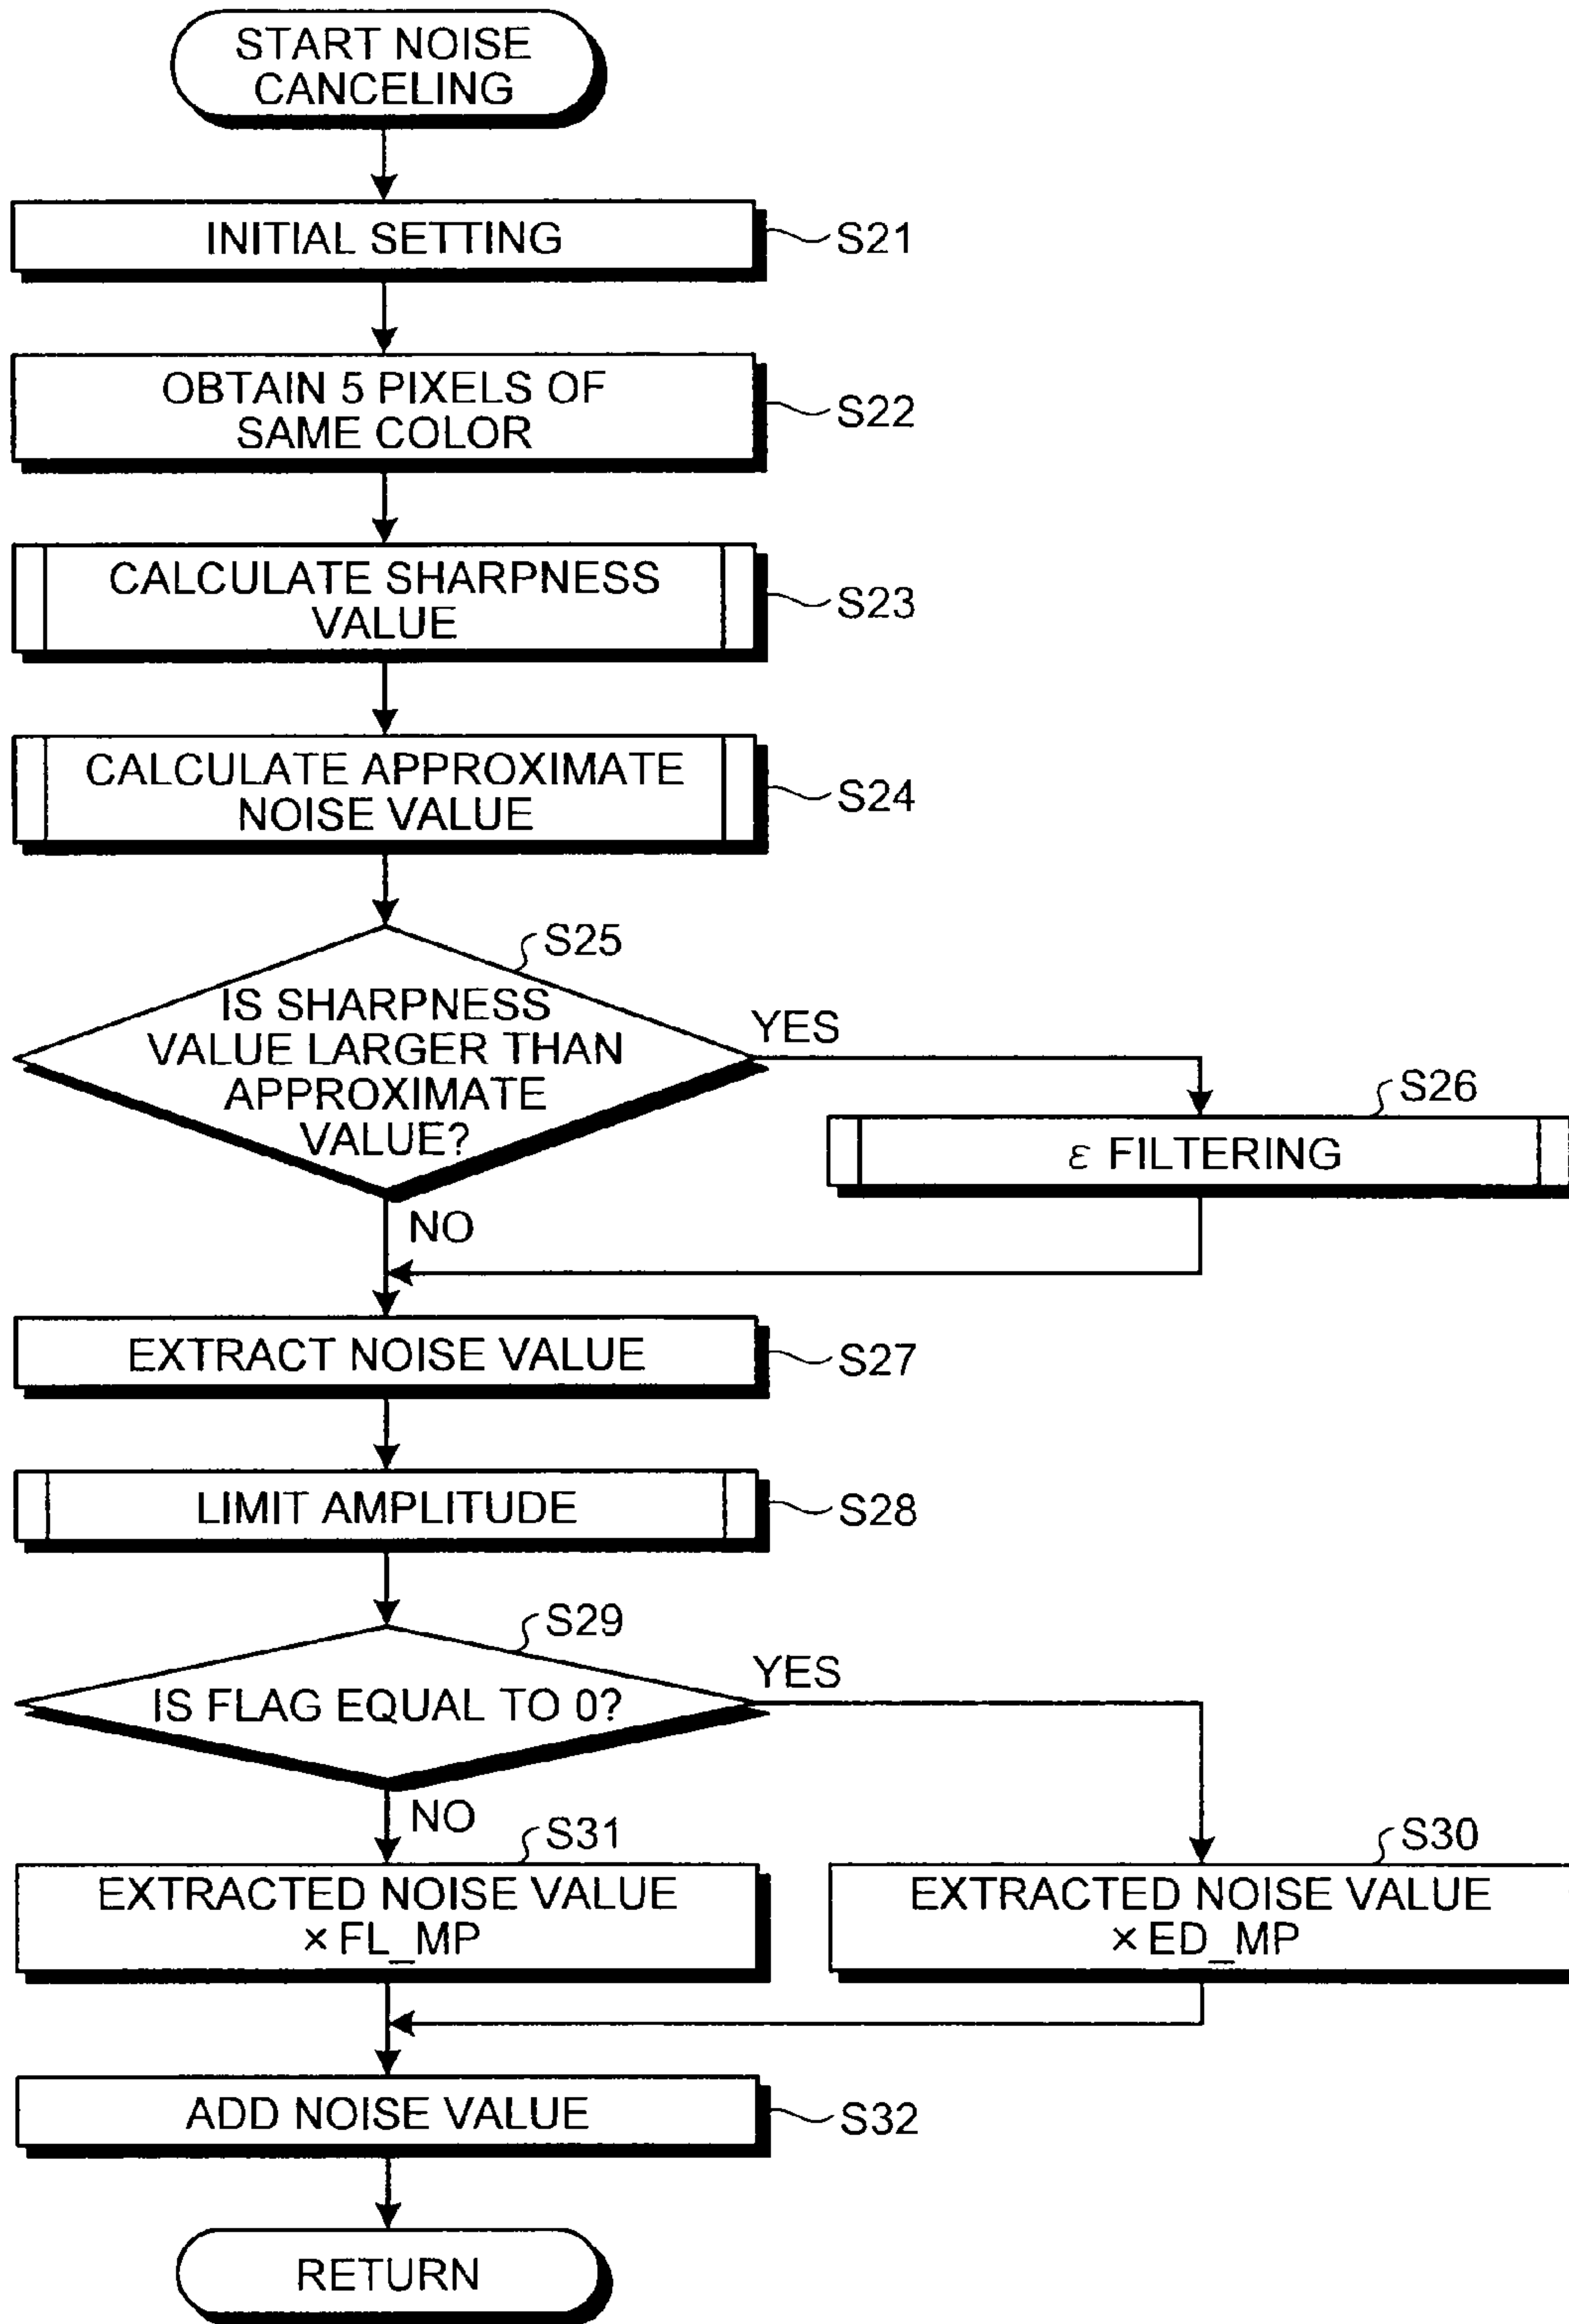 START NOISE
CANCELING
INITIAL SETTING
S21
OBTAIN 5 PIXELS OF
SAME COLOR
S22
CALCULATE SHARPNESS
VALUE
S23
CALCULATE APPROXIMATE
NOISE VALUE
S24
S25
IS SHARPNESS
VALUE LARGER THAN
APPROXIMATE
VALUE?
YES
NO
S26
ε FILTERING
EXTRACT NOISE VALUE
S27
LIMIT AMPLITUDE
S28
S29
IS FLAG EQUAL TO 0?
YES
NO
S31
EXTRACTED NOISE VALUE
× FL_MP
S30
EXTRACTED NOISE VALUE
× ED_MP
ADD NOISE VALUE
S32
RETURN